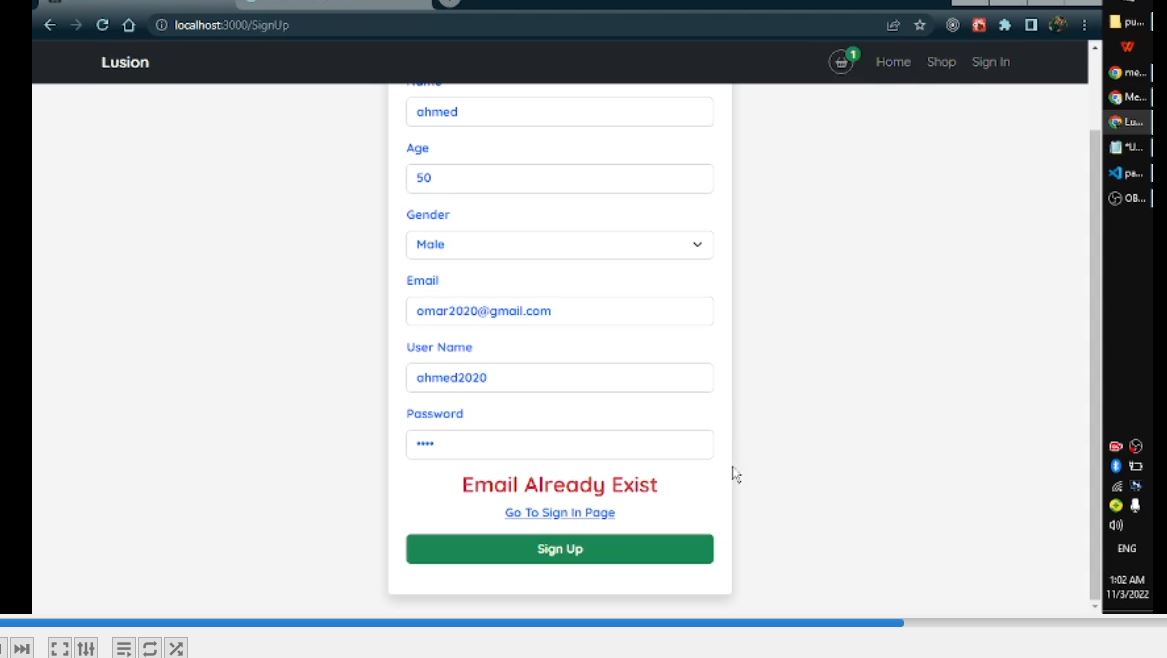 localhost:3000/SignUp
Lusion
1
Home
Shop
Sign In
Name
ahmed
Age
50
Gender
Male
Email
omar2020@gmail.com
User Name
ahmed2020
Password
••••
Email Already Exist
Go To Sign In Page
Sign Up
pu...
me...
Me...
Lu...
*U...
pa...
OB...
ENG
1:02 AM
11/3/2022